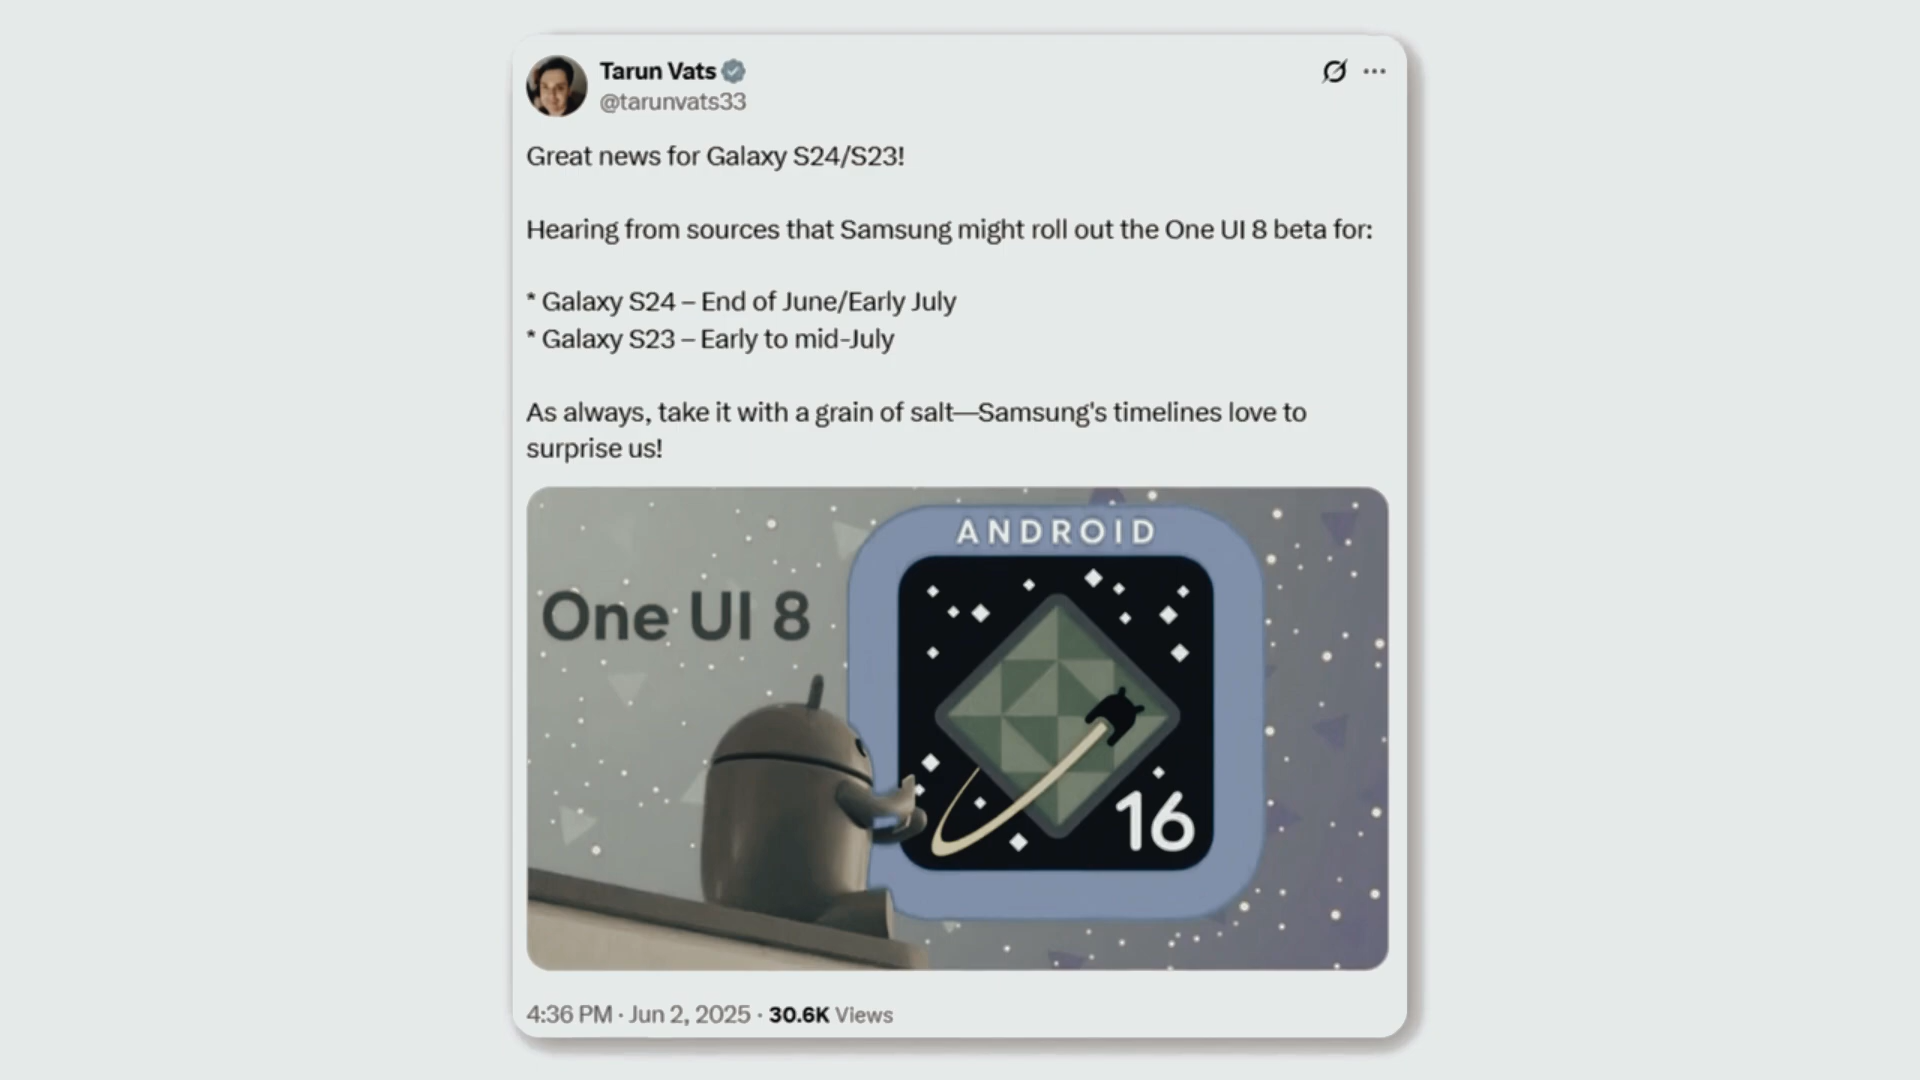 Tarun Vats
@tarunvats33
Great news for Galaxy S24/S23!
Hearing from sources that Samsung might roll out the One UI 8 beta for:
* Galaxy S24 – End of June/Early July
* Galaxy S23 – Early to mid-July
As always, take it with a grain of salt—Samsung's timelines love to
surprise us!
ANDROID
One UI 8
16
4:36 PM · Jun 2, 2025 · 30.6K Views